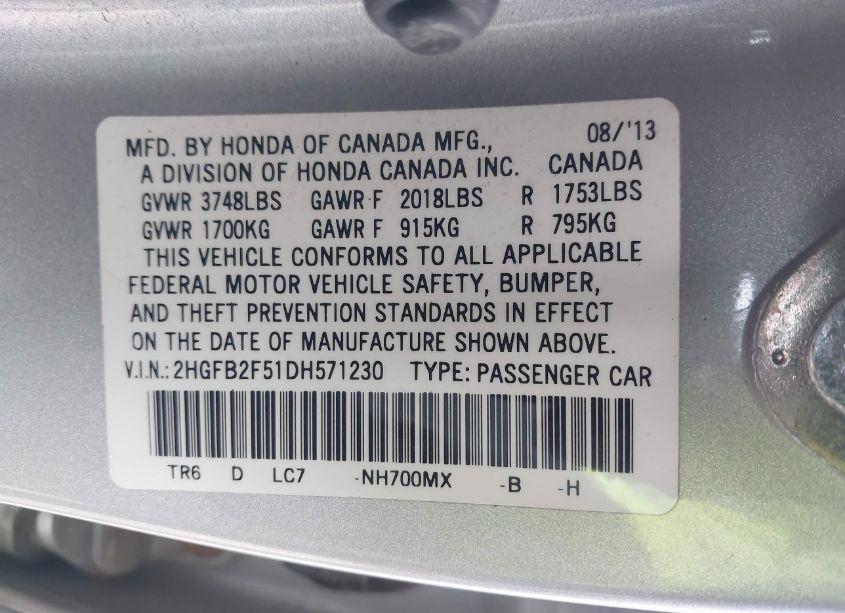 MFD. BY HONDA OF CANADA MFG., 08/'13
A DIVISION OF HONDA CANADA INC. CANADA
GVWR 3748LBS GAWR F 2018LBS R 1753LBS
GVWR 1700KG GAWR F 915KG R 795KG
THIS VEHICLE CONFORMS TO ALL APPLICABLE
FEDERAL MOTOR VEHICLE SAFETY, BUMPER,
AND THEFT PREVENTION STANDARDS IN EFFECT
ON THE DATE OF MANUFACTURE SHOWN ABOVE.
V.I.N.: 2HGFB2F51DH571230 TYPE: PASSENGER CAR
TR6 D LC7 -NH700MX -B -H